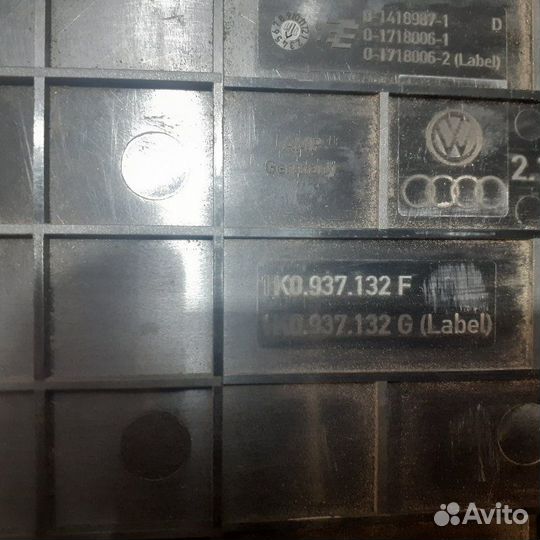 0-1418987-1 D
0-1718006-1
0-1718006-2 (Label)
Germany
2.
1K0.937.132 F
1K0.937.132 G (Label)
Avito